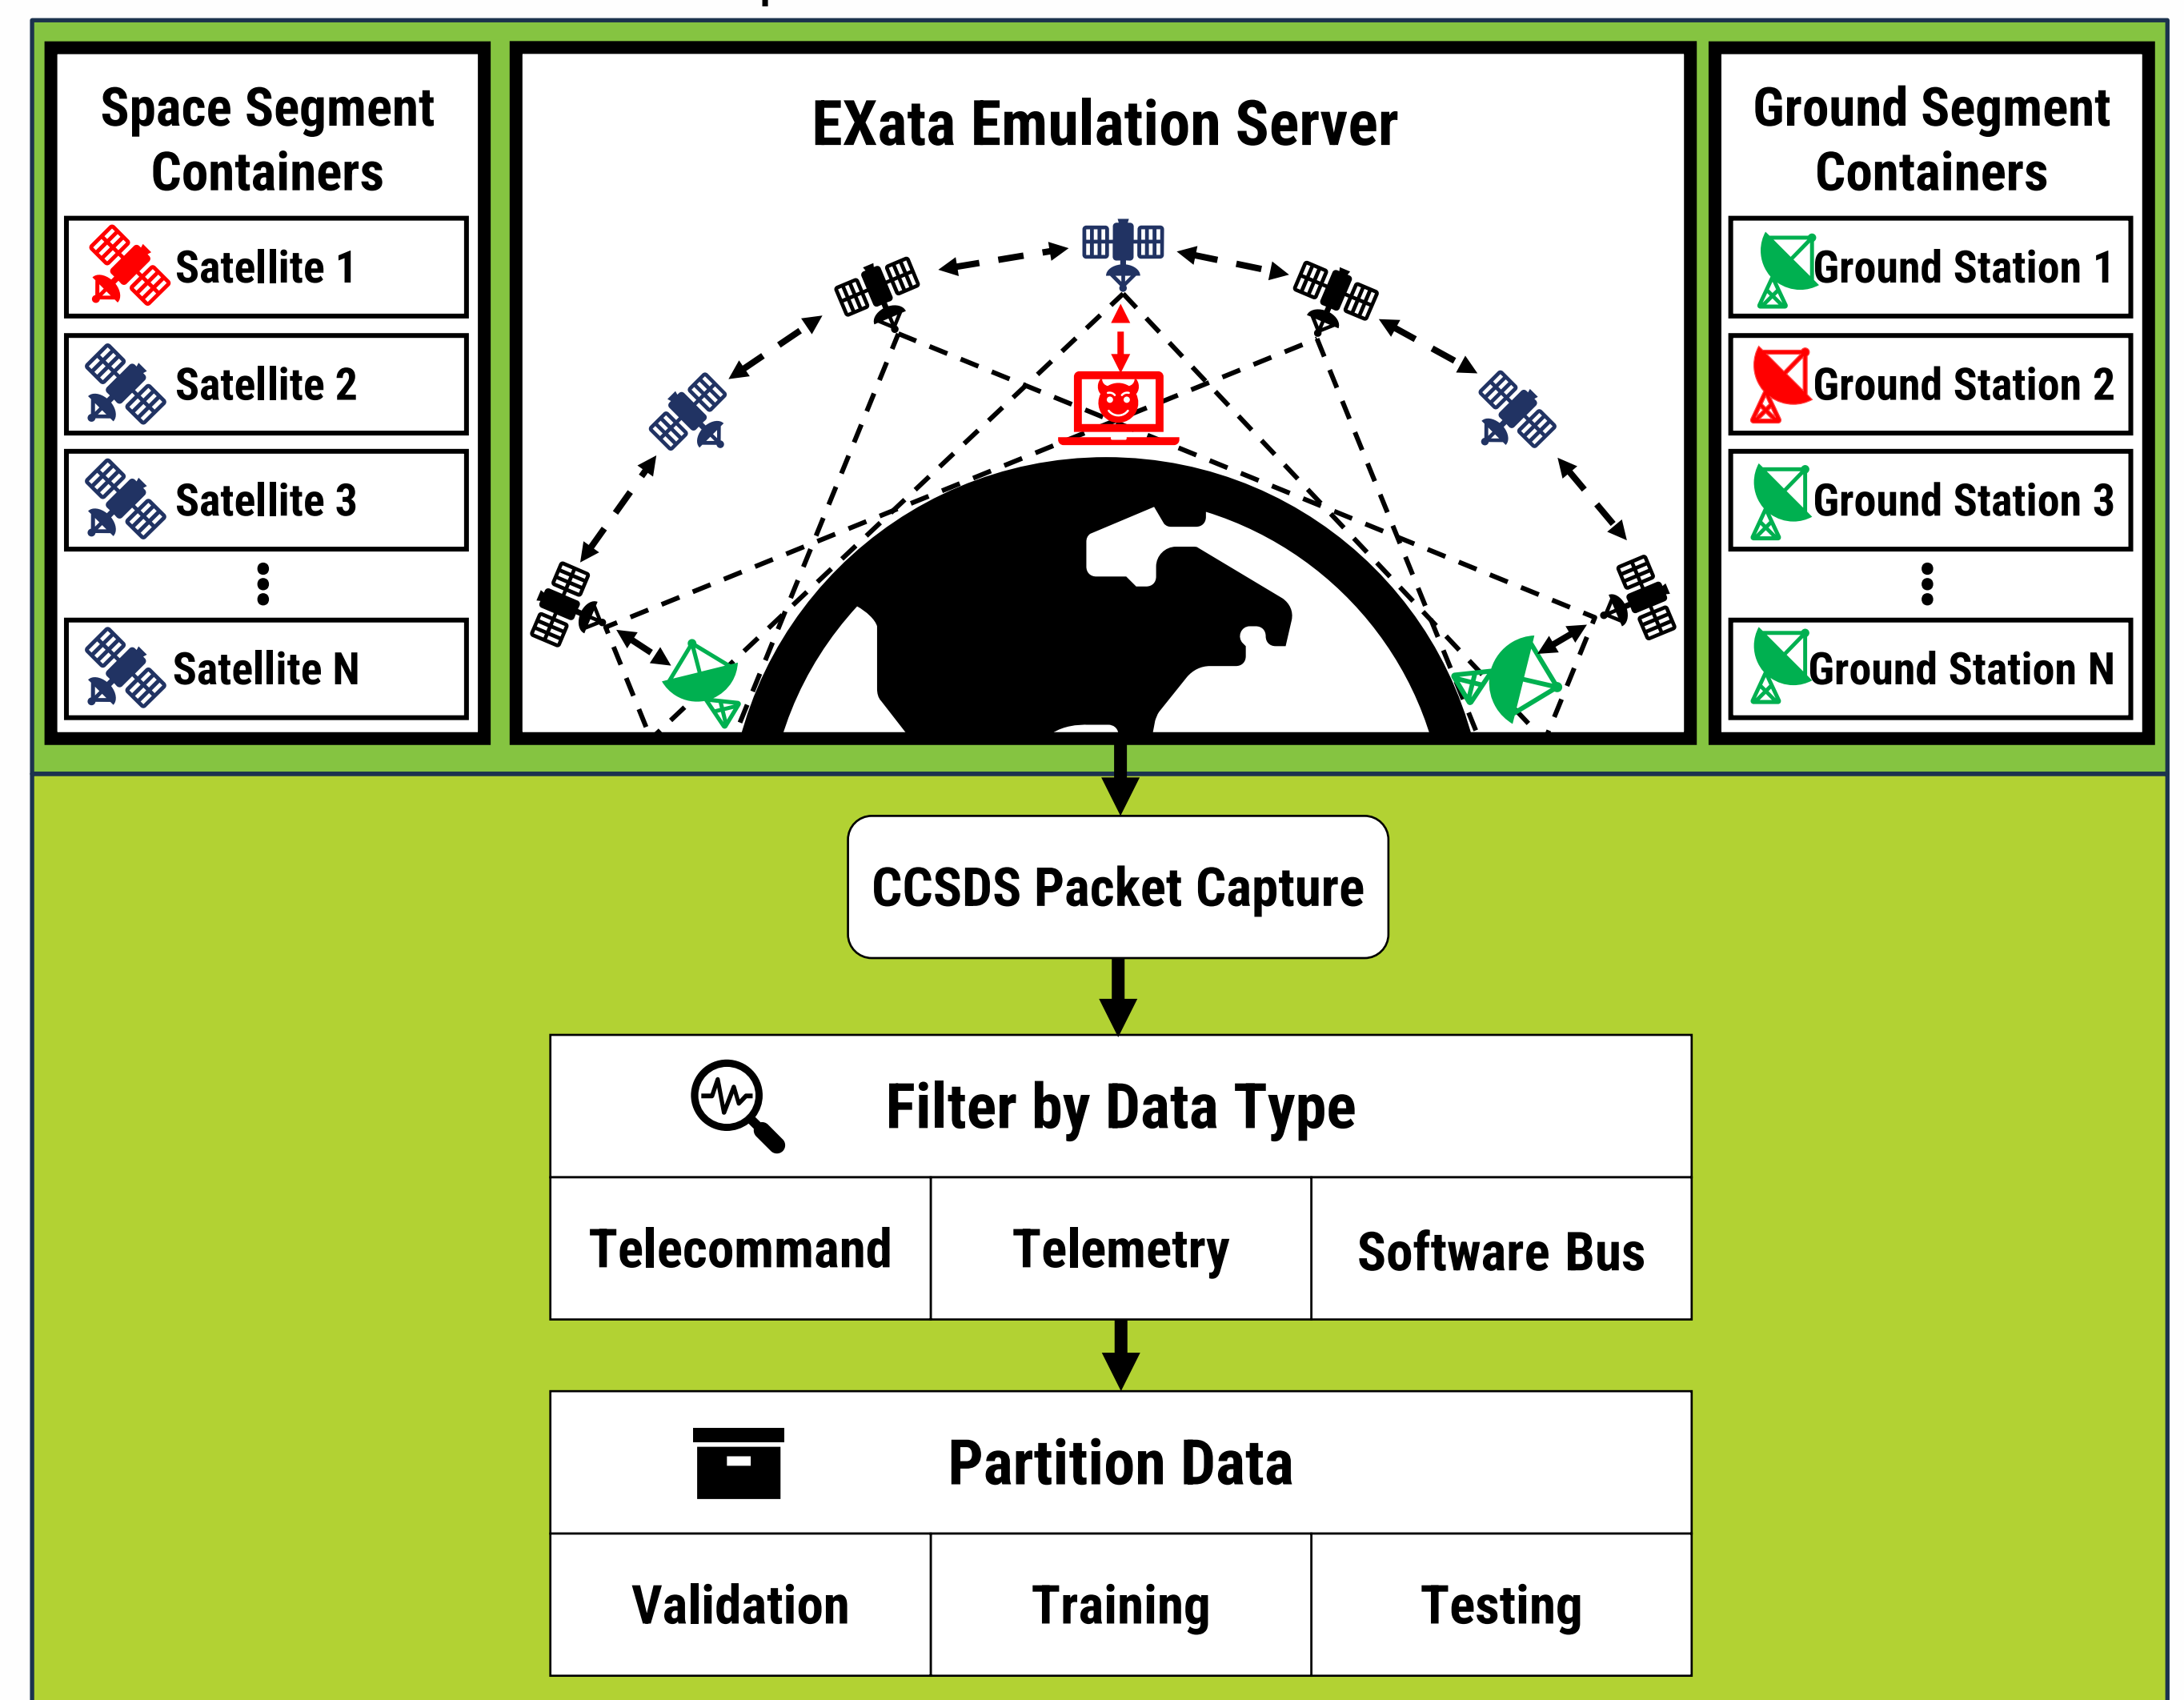 Space Segment
Containers
Satellite 1
Satellite 2
Satellite 3
Satellite N
EXata Emulation Server
Ground Segment
Containers
Ground Station 1
Ground Station 2
Ground Station 3
Ground Station N
CCSDS Packet Capture
Filter by Data Type
Telecommand
Telemetry
Software Bus
Partition Data
Validation
Training
Testing